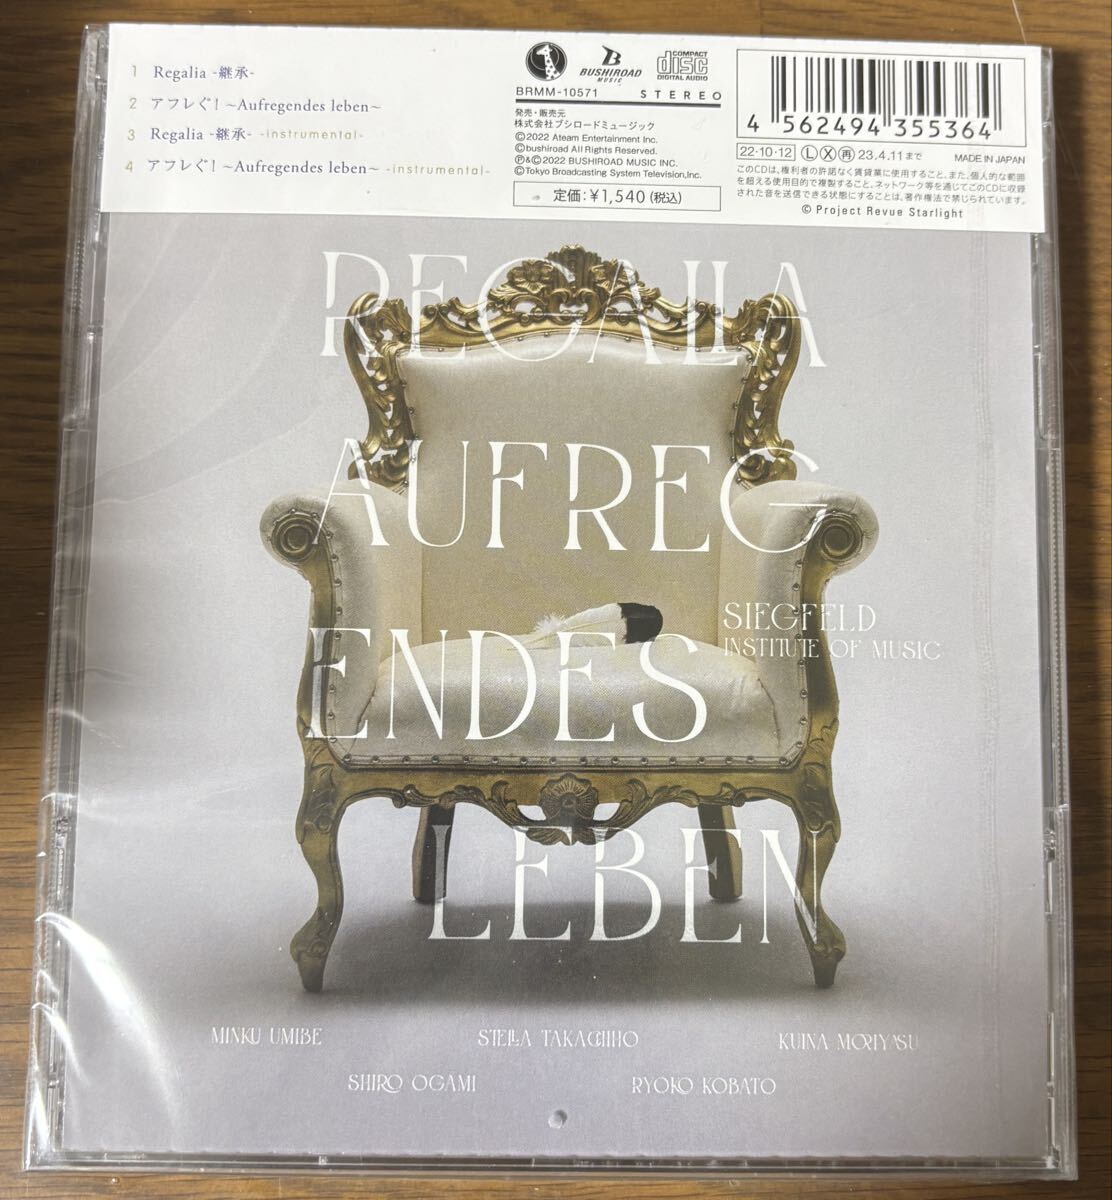 1 Regalia -継承-
2 アフレぐ! ～Aufregendes leben～
3 Regalia -継承- -instrumental-
4 アフレぐ! ～Aufregendes leben～ -instrumental-
BUSHIROAD
MUSIC
COMPACT
disc
DIGITAL AUDIO
BRMM-10571
STEREO
発売・販売元
株式会社ブシロードミュージック
©2022 Ateam Entertainment Inc.
©bushiroad All Rights Reserved.
Ⓟ&©2022 BUSHIROAD MUSIC INC.
©Tokyo Broadcasting System Television,Inc.
定価:¥1,540(税込)
4 562494 355364
22・10・12 Ⓛ Ⓧ 再 23.4.11まで
MADE IN JAPAN
このCDは、権利者の許諾なく賃貸業に使用すること、また、個人的な範囲
を超える使用目的で複製すること、ネットワーク等を通じてこのCDに収録
された音を送信できる状態にすることは、著作権法で禁じられています。
© Project Revue Starlight
REGALIA
AUFREG
ENDES
LEBEN
SIEGFELD
INSTITUTE OF MUSIC
MINKU UMIBE
STELLA TAKACHIHO
KUINA MORIYASU
SHIRO OGAMI
RYOKO KOBATO